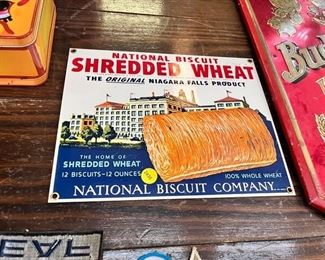 NATIONAL BISCUIT
SHREDDED WHEAT
THE ORIGINAL NIAGARA FALLS PRODUCT
THE HOME OF
SHREDDED WHEAT
12 BISCUITS-12 OUNCES
100% WHOLE WHEAT
NATIONAL BISCUIT COMPANY